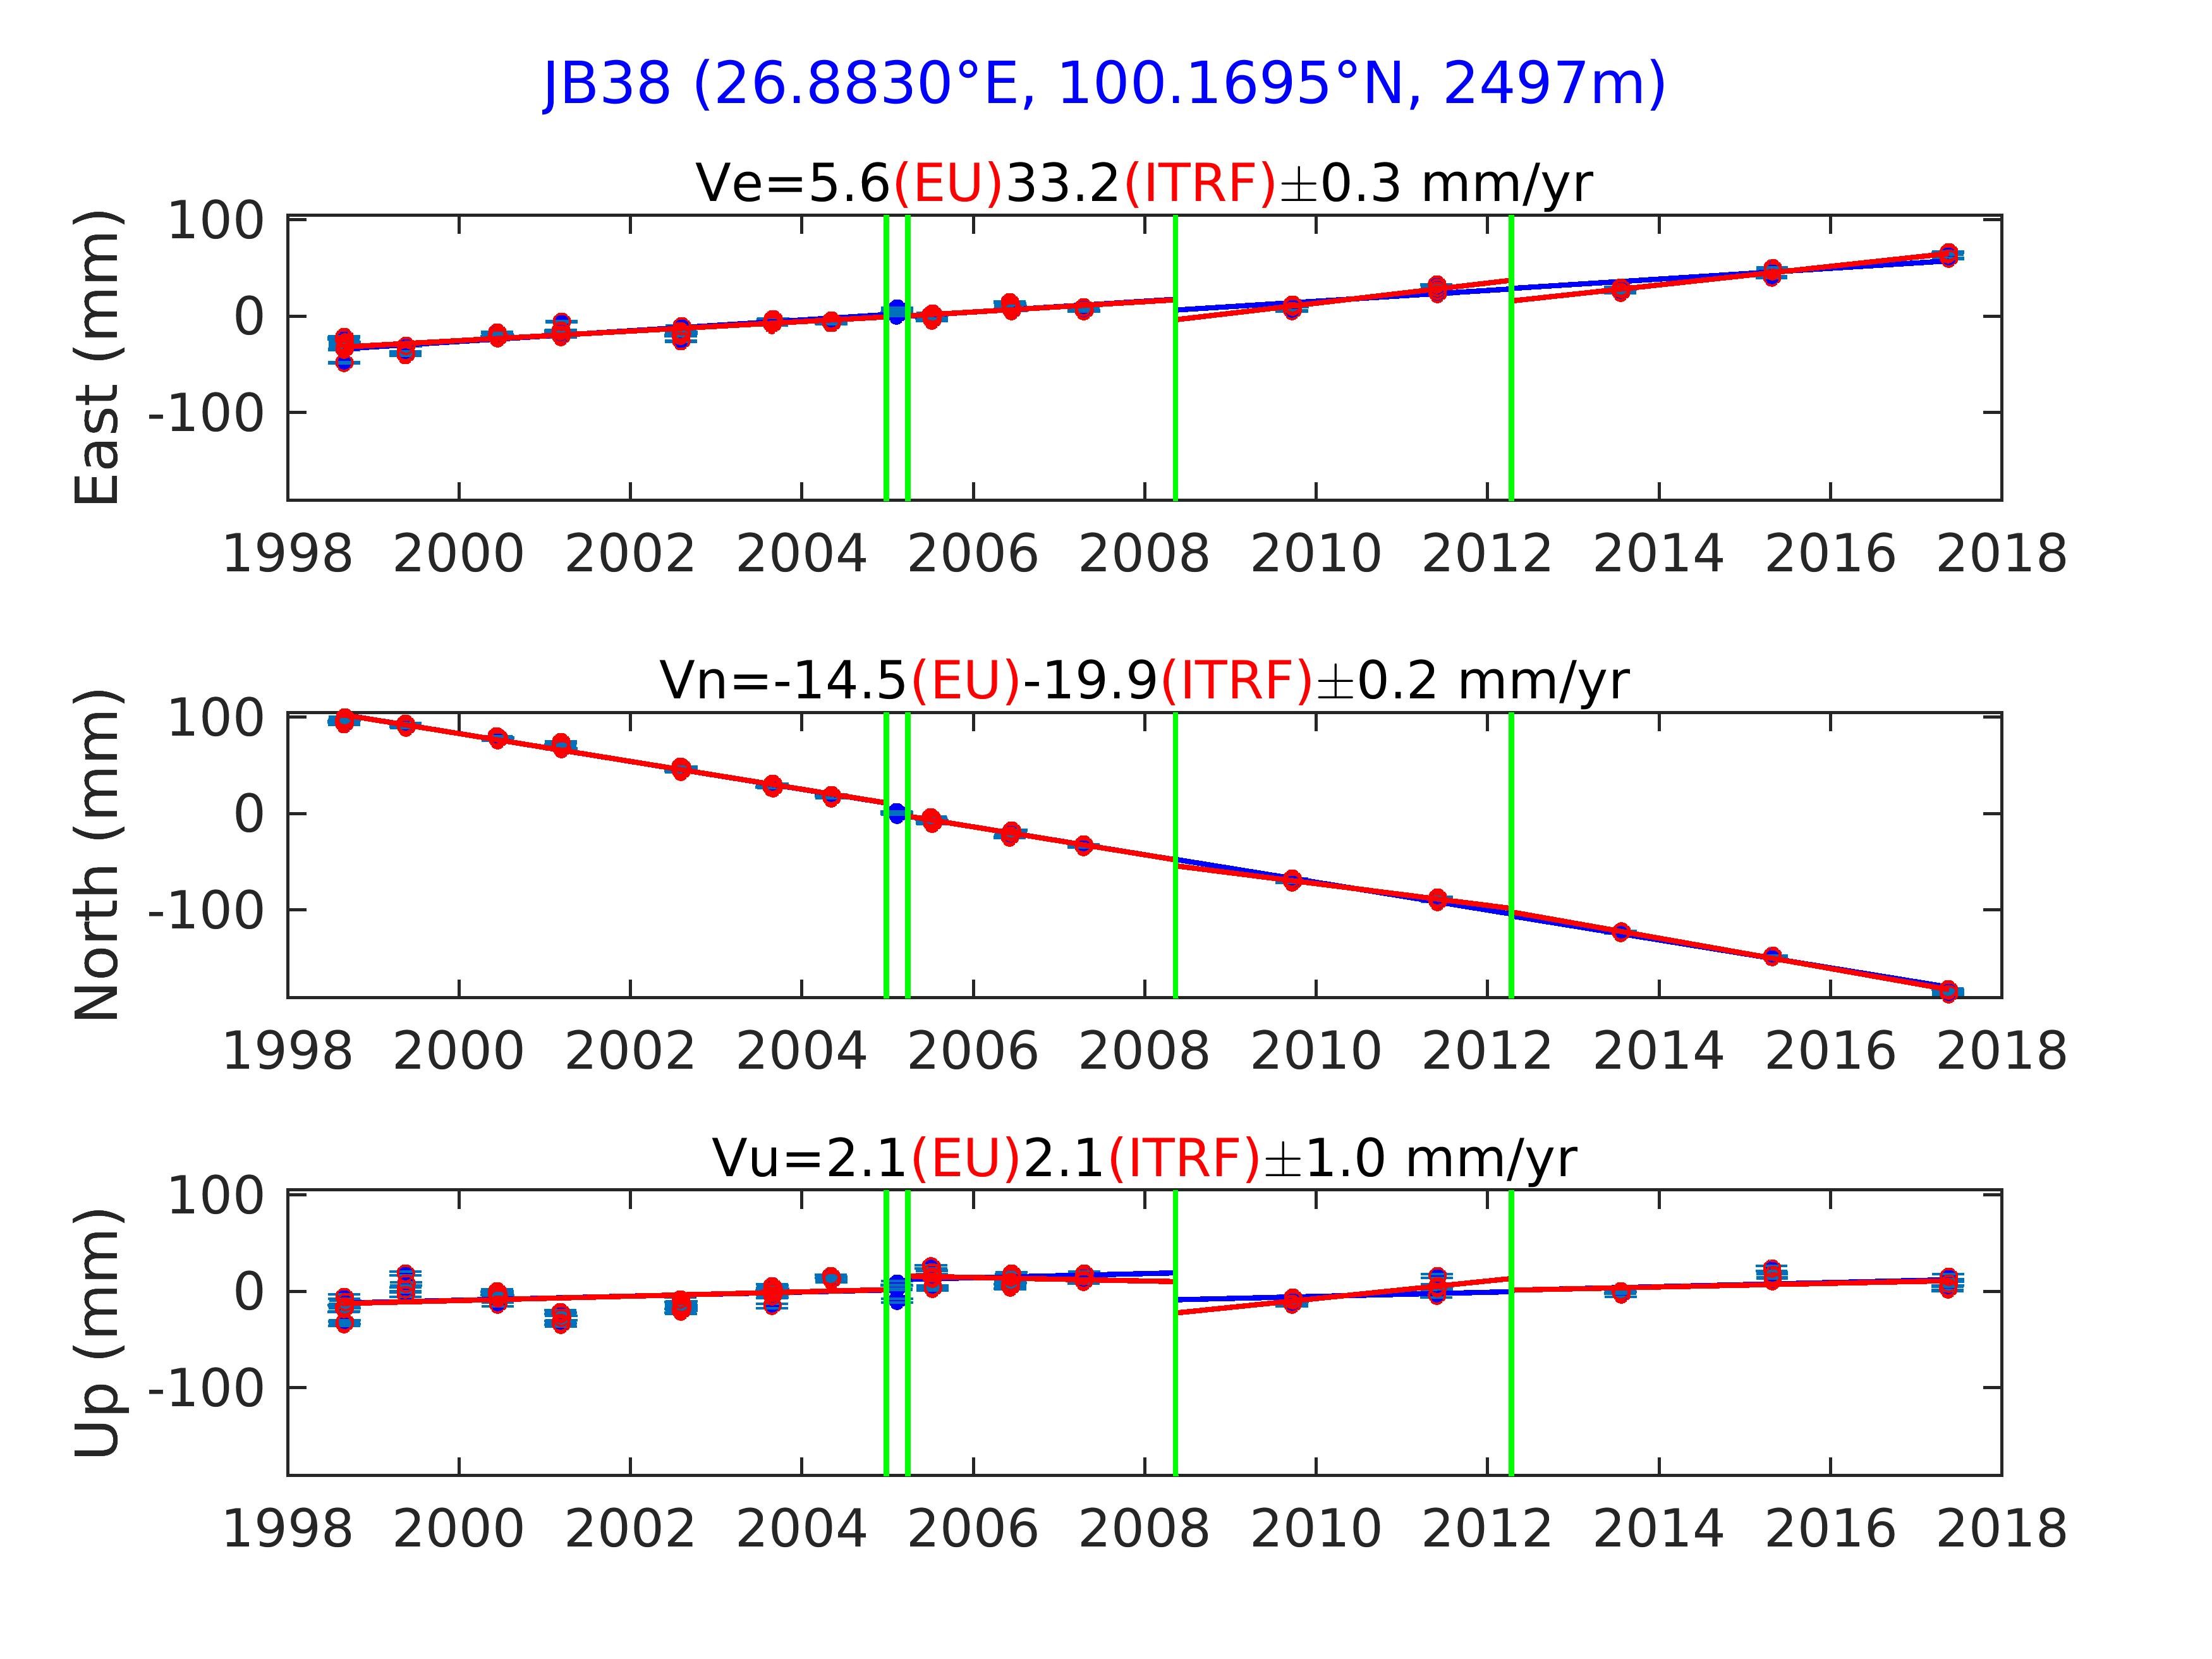 JB38 (26.8830°E, 100.1695°N, 2497m)
Ve=5.6(EU)33.2(ITRF)±0.3 mm/yr
East (mm)
100
0
-100
1998 2000 2002 2004 2006 2008 2010 2012 2014 2016 2018
Vn=-14.5(EU)-19.9(ITRF)±0.2 mm/yr
North (mm)
100
0
-100
1998 2000 2002 2004 2006 2008 2010 2012 2014 2016 2018
Vu=2.1(EU)2.1(ITRF)±1.0 mm/yr
Up (mm)
100
0
-100
1998 2000 2002 2004 2006 2008 2010 2012 2014 2016 2018